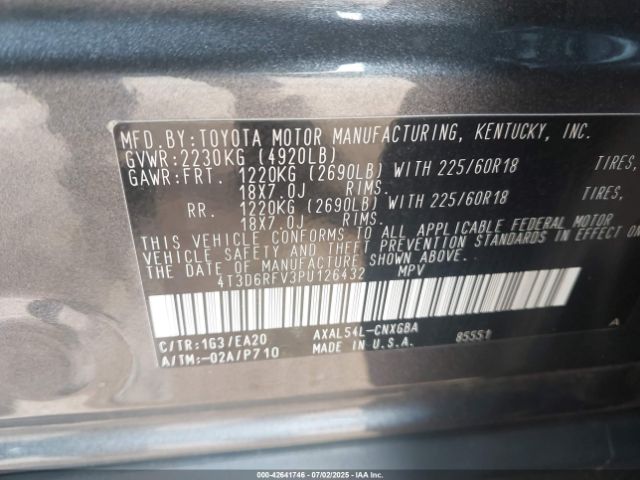 MFD.BY:TOYOTA MOTOR MANUFACTURING, KENTUCKY, INC.
GVWR:2230KG (4920LB)
GAWR:FRT. 1220KG (2690LB) WITH 225/60R18 TIRES,
18X7.0J RIMS.
RR. 1220KG (2690LB) WITH 225/60R18 TIRES,
18X7.0J RIMS.
THIS VEHICLE CONFORMS TO ALL APPLICABLE FEDERAL MOTOR
VEHICLE SAFETY AND THEFT PREVENTION STANDARDS IN EFFECT ON
THE DATE OF MANUFACTURE SHOWN ABOVE.
4T3D6RFV3PU126432 MPV
C/TR:1G3/EA20 AXAL54L-CNXGBA 85551 A
A/TM:-02A/P710 MADE IN U.S.A.
000-42641746 - 07/02/2025 - IAAI.COM